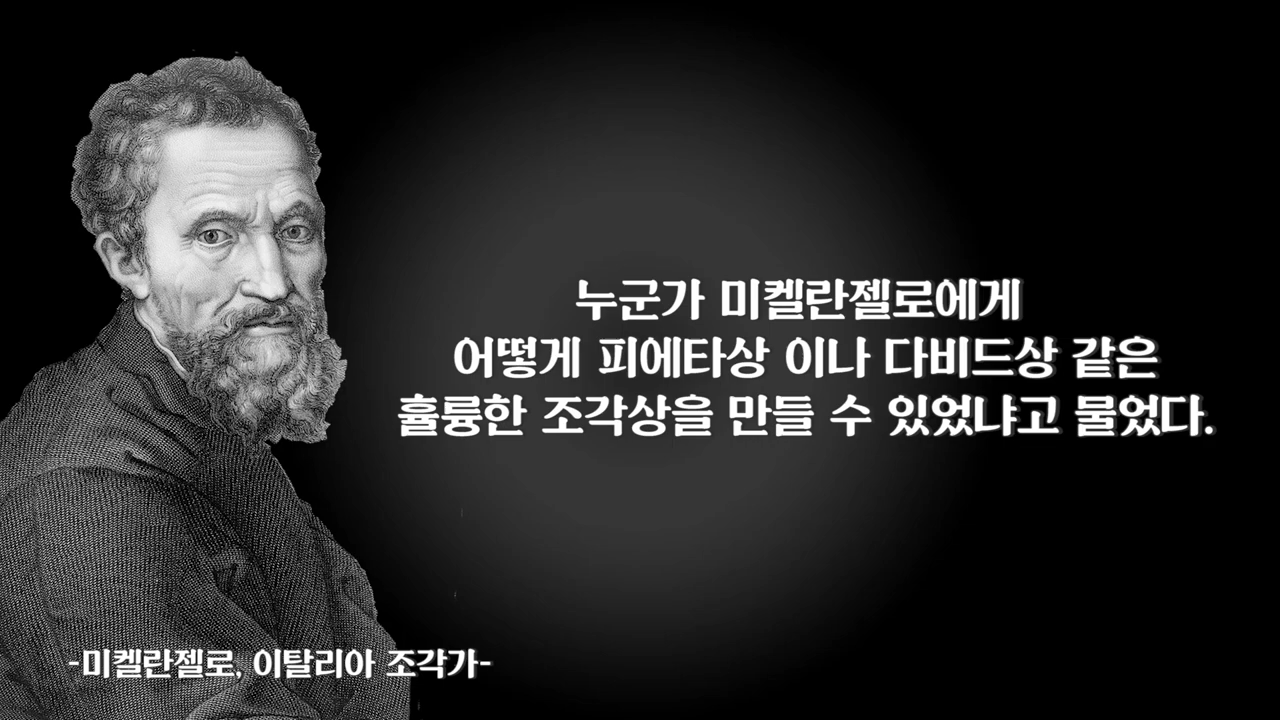 누군가 미켈란젤로에게
어떻게 피에타상 이나 다비드상 같은
훌륭한 조각상을 만들 수 있었냐고 물었다.
-미켈란젤로, 이탈리아 조각가-